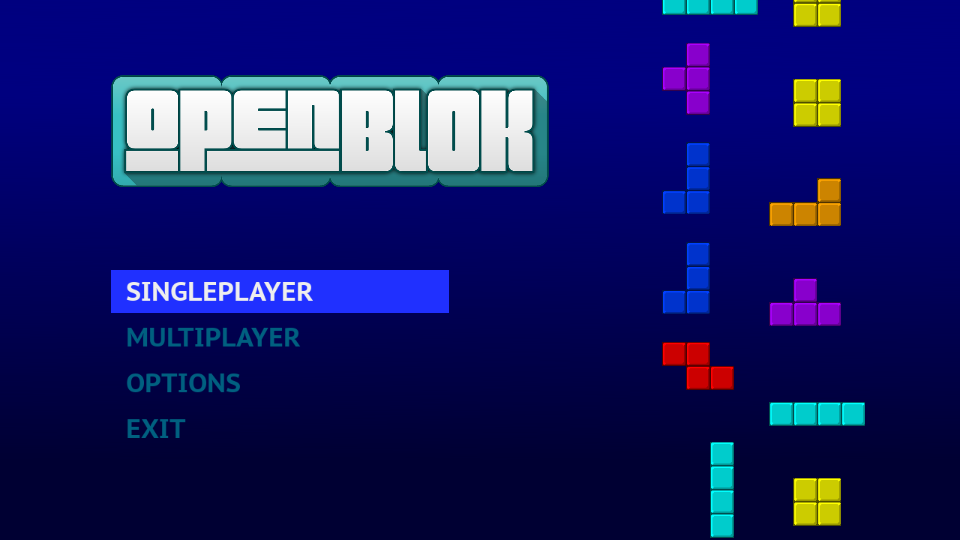 OPENBLOK
SINGLEPLAYER
MULTIPLAYER
OPTIONS
EXIT